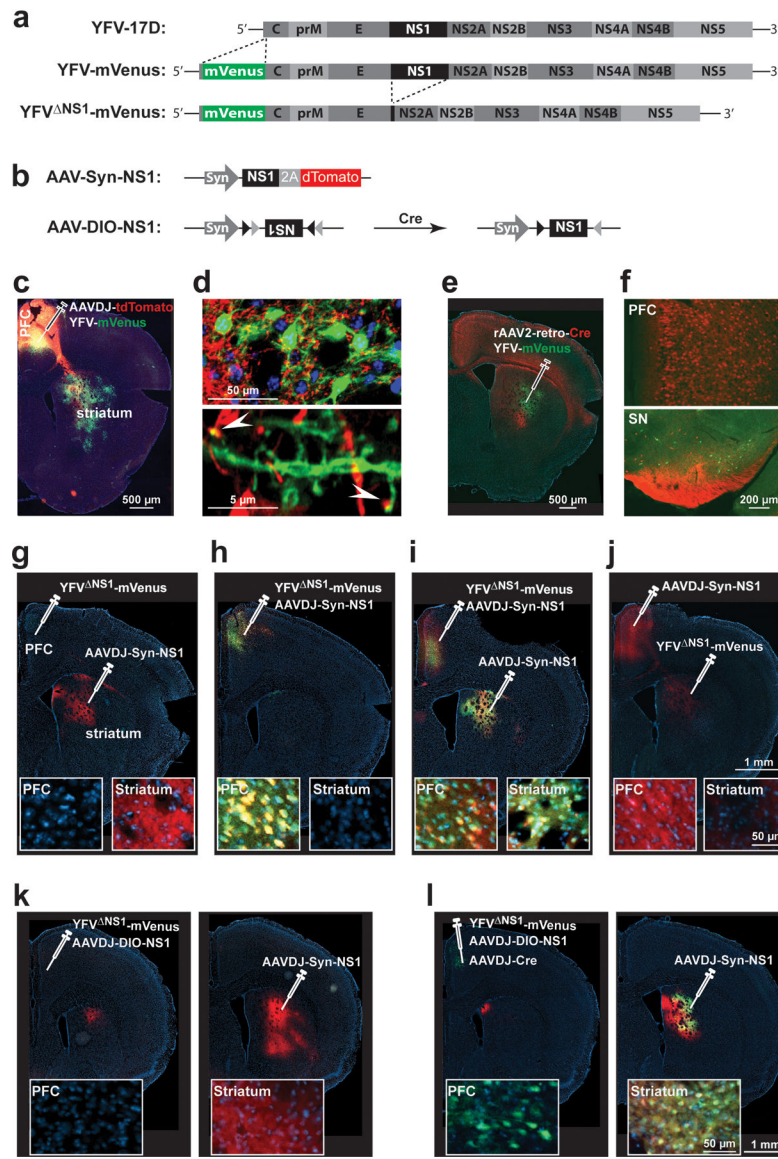 a
YFV-17D: 5' C prM E NS1 NS2A NS2B NS3 NS4A NS4B NS5 3'
YFV-mVenus: 5' mVenus C prM E NS1 NS2A NS2B NS3 NS4A NS4B NS5 3'
YFVΔNS1-mVenus: 5' mVenus C prM E NS2A NS2B NS3 NS4A NS4B NS5 3'
b
AAV-Syn-NS1: Syn NS1 2A dTomato
AAV-DIO-NS1: Syn NS1 Cre Syn NS1
c
PFC
AAVDJ-tdTomato
YFV-mVenus
striatum
500 µm
d
50 µm
5 µm
e
rAAV2-retro-Cre
YFV-mVenus
500 µm
f
PFC
SN
200 µm
g
YFVΔNS1-mVenus
PFC
AAVDJ-Syn-NS1
striatum
PFC
Striatum
h
YFVΔNS1-mVenus
AAVDJ-Syn-NS1
PFC
Striatum
i
YFVΔNS1-mVenus
AAVDJ-Syn-NS1
AAVDJ-Syn-NS1
PFC
Striatum
j
AAVDJ-Syn-NS1
YFVΔNS1-mVenus
1 mm
PFC
Striatum
50 µm
k
YFVΔNS1-mVenus
AAVDJ-DIO-NS1
PFC
AAVDJ-Syn-NS1
Striatum
l
YFVΔNS1-mVenus
AAVDJ-DIO-NS1
AAVDJ-Cre
PFC
AAVDJ-Syn-NS1
Striatum
50 µm
1 mm